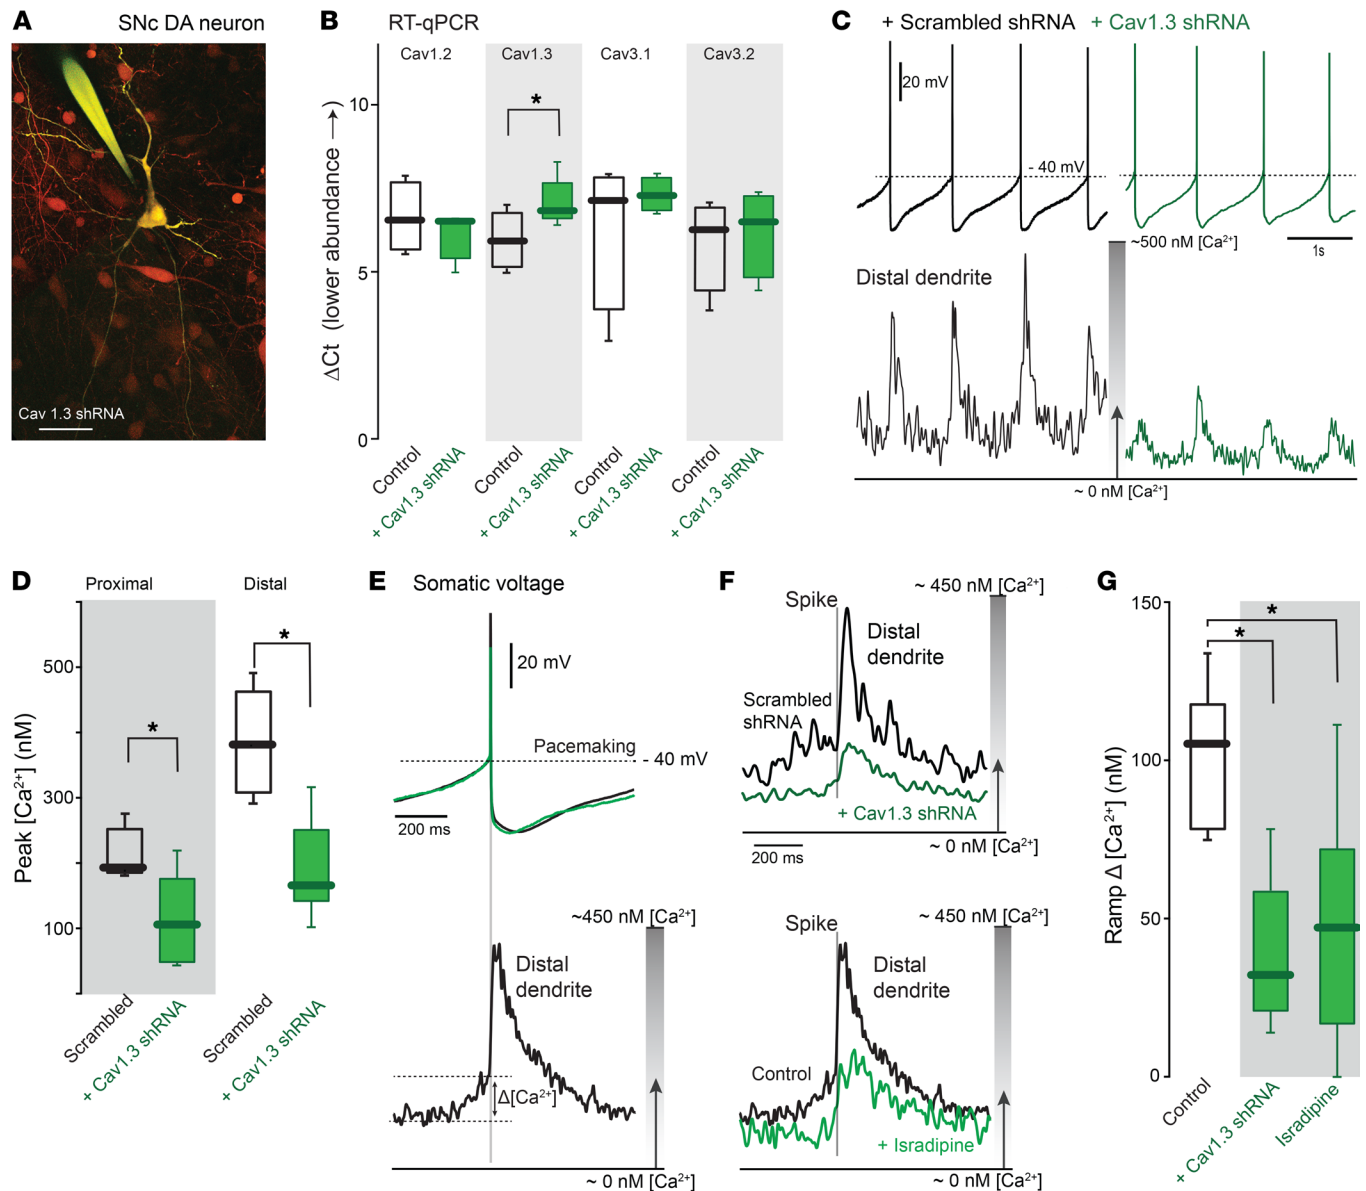 A
SNc DA neuron
Cav 1.3 shRNA
B
RT-qPCR
Cav1.2
Cav1.3
Cav3.1
Cav3.2
*
10
5
0
ΔCt (lower abundance →)
Control
+ Cav1.3 shRNA
Control
+ Cav1.3 shRNA
Control
+ Cav1.3 shRNA
Control
+ Cav1.3 shRNA
C
+ Scrambled shRNA
+ Cav1.3 shRNA
20 mV
- 40 mV
1s
~500 nM [Ca²⁺]
Distal dendrite
~ 0 nM [Ca²⁺]
D
Proximal
Distal
*
*
500
300
100
Peak [Ca²⁺] (nM)
Scrambled
+ Cav1.3 shRNA
Scrambled
+ Cav1.3 shRNA
E
Somatic voltage
20 mV
Pacemaking
- 40 mV
200 ms
~450 nM [Ca²⁺]
Distal
dendrite
Δ[Ca²⁺]
~ 0 nM [Ca²⁺]
F
~ 450 nM [Ca²⁺]
Spike
Distal
dendrite
Scrambled
shRNA
+ Cav1.3 shRNA
200 ms
~ 0 nM [Ca²⁺]
~ 450 nM [Ca²⁺]
Spike
Distal
dendrite
Control
+ Isradipine
~ 0 nM [Ca²⁺]
G
150
100
50
0
*
*
Ramp Δ [Ca²⁺] (nM)
Control
+ Cav1.3 shRNA
Isradipine